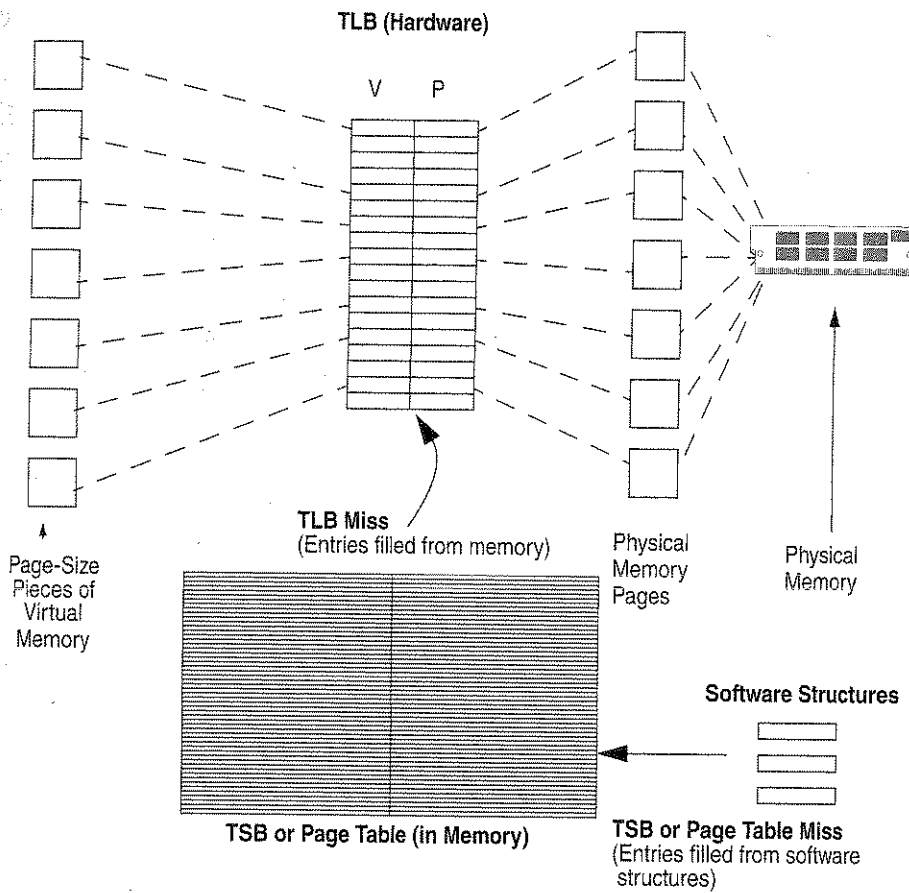 TLB (Hardware)
V P
TLB Miss
(Entries filled from memory)
Page-Size
Pieces of
Virtual
Memory
Physical
Memory
Pages
Physical
Memory
Software Structures
TSB or Page Table (in Memory)
TSB or Page Table Miss
(Entries filled from software
structures)